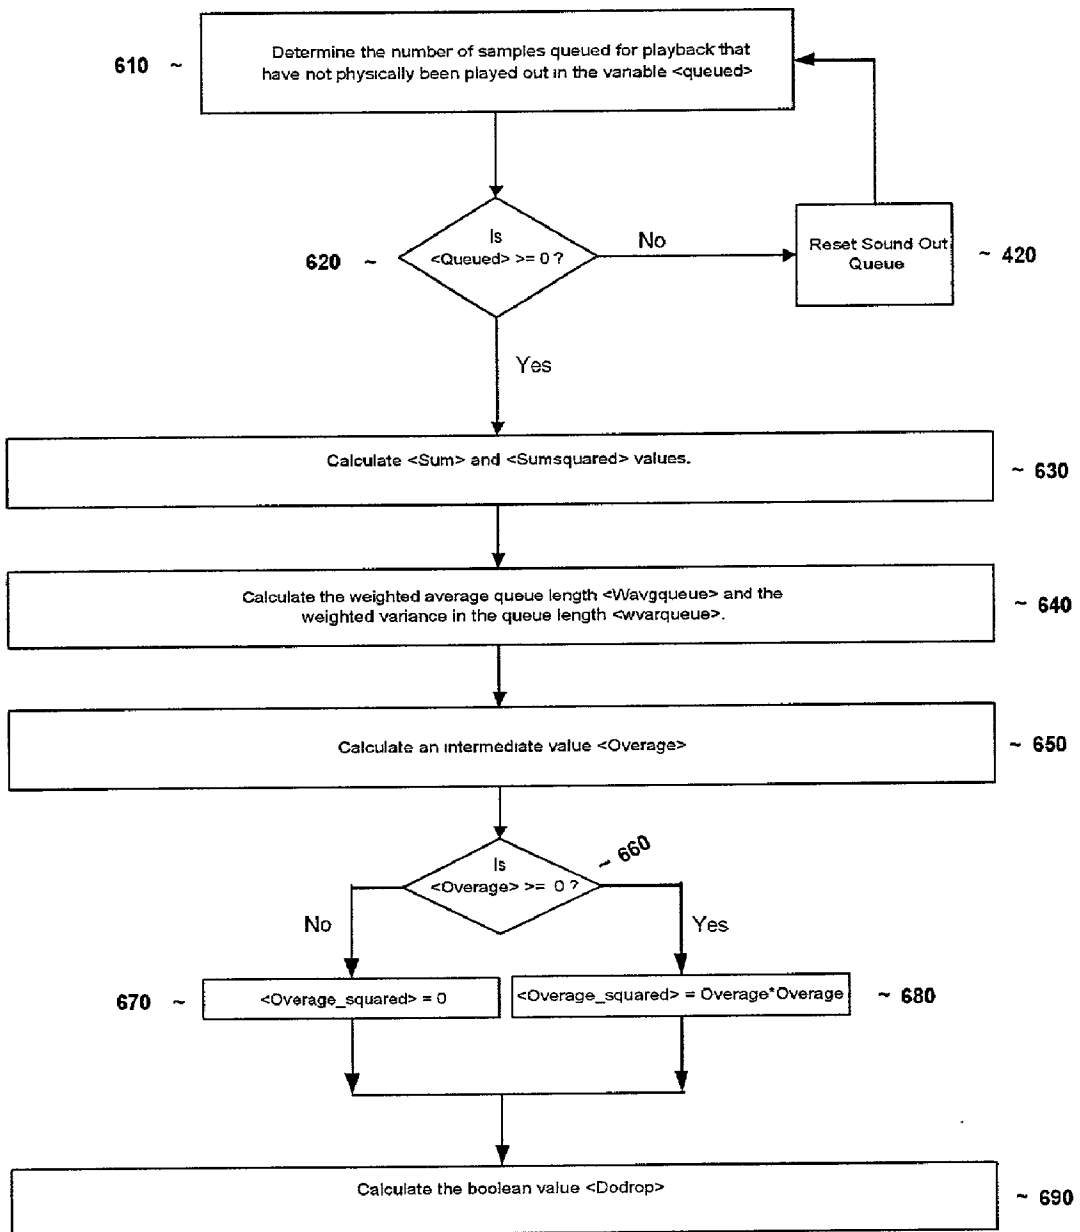 Determine the number of samples queued for playback that
have not physically been played out in the variable <queued>
610 ~
Is
<Queued> >= 0 ?
620 ~
No
Reset Sound Out
Queue
~ 420
Yes
Calculate <Sum> and <Sumsquared> values.
~ 630
Calculate the weighted average queue length <Wavgqueue> and the
weighted variance in the queue length <wvarqueue>.
~ 640
Calculate an intermediate value <Overage>
~ 650
Is
<Overage> >= 0 ?
~ 660
No
Yes
670 ~
<Overage_squared> = 0
<Overage_squared> = Overage*Overage
~ 680
Calculate the boolean value <Dodrop>
~ 690